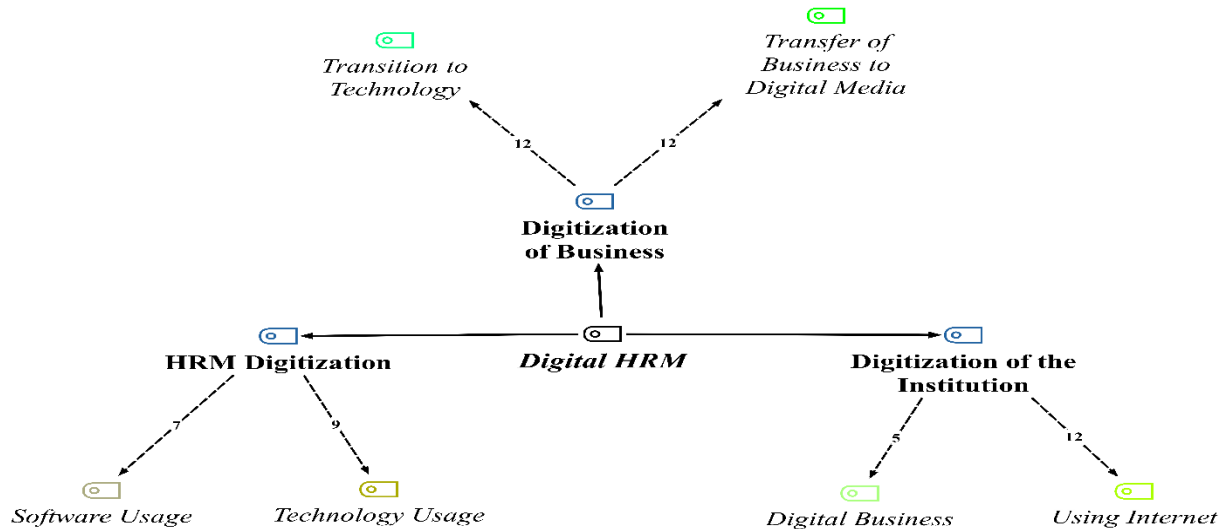 Transition to
Technology
Transfer of
Business to
Digital Media
12
12
Digitization
of Business
HRM Digitization
Digital HRM
Digitization of the
Institution
7
9
5
12
Software Usage
Technology Usage
Digital Business
Using Internet